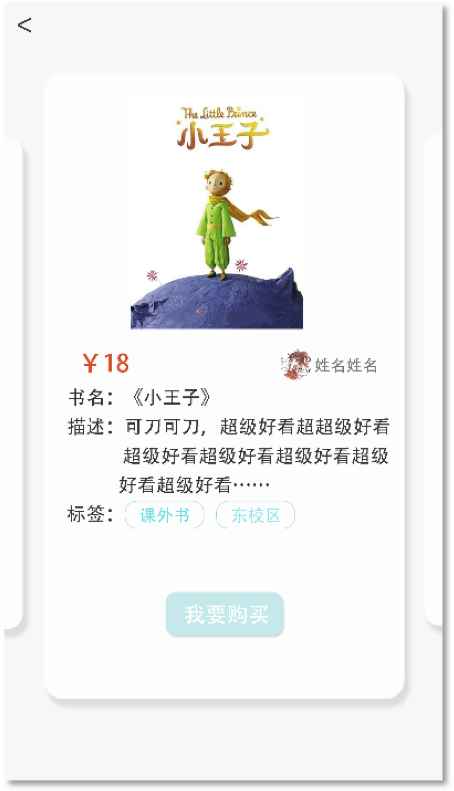 <
The Little Prince
小王子
￥18
姓名姓名
书名：《小王子》
描述：可刀可刀，超级好看超超级好看
超级好看超级好看超级好看超级
好看超级好看……
标签：课外书 东校区
我要购买